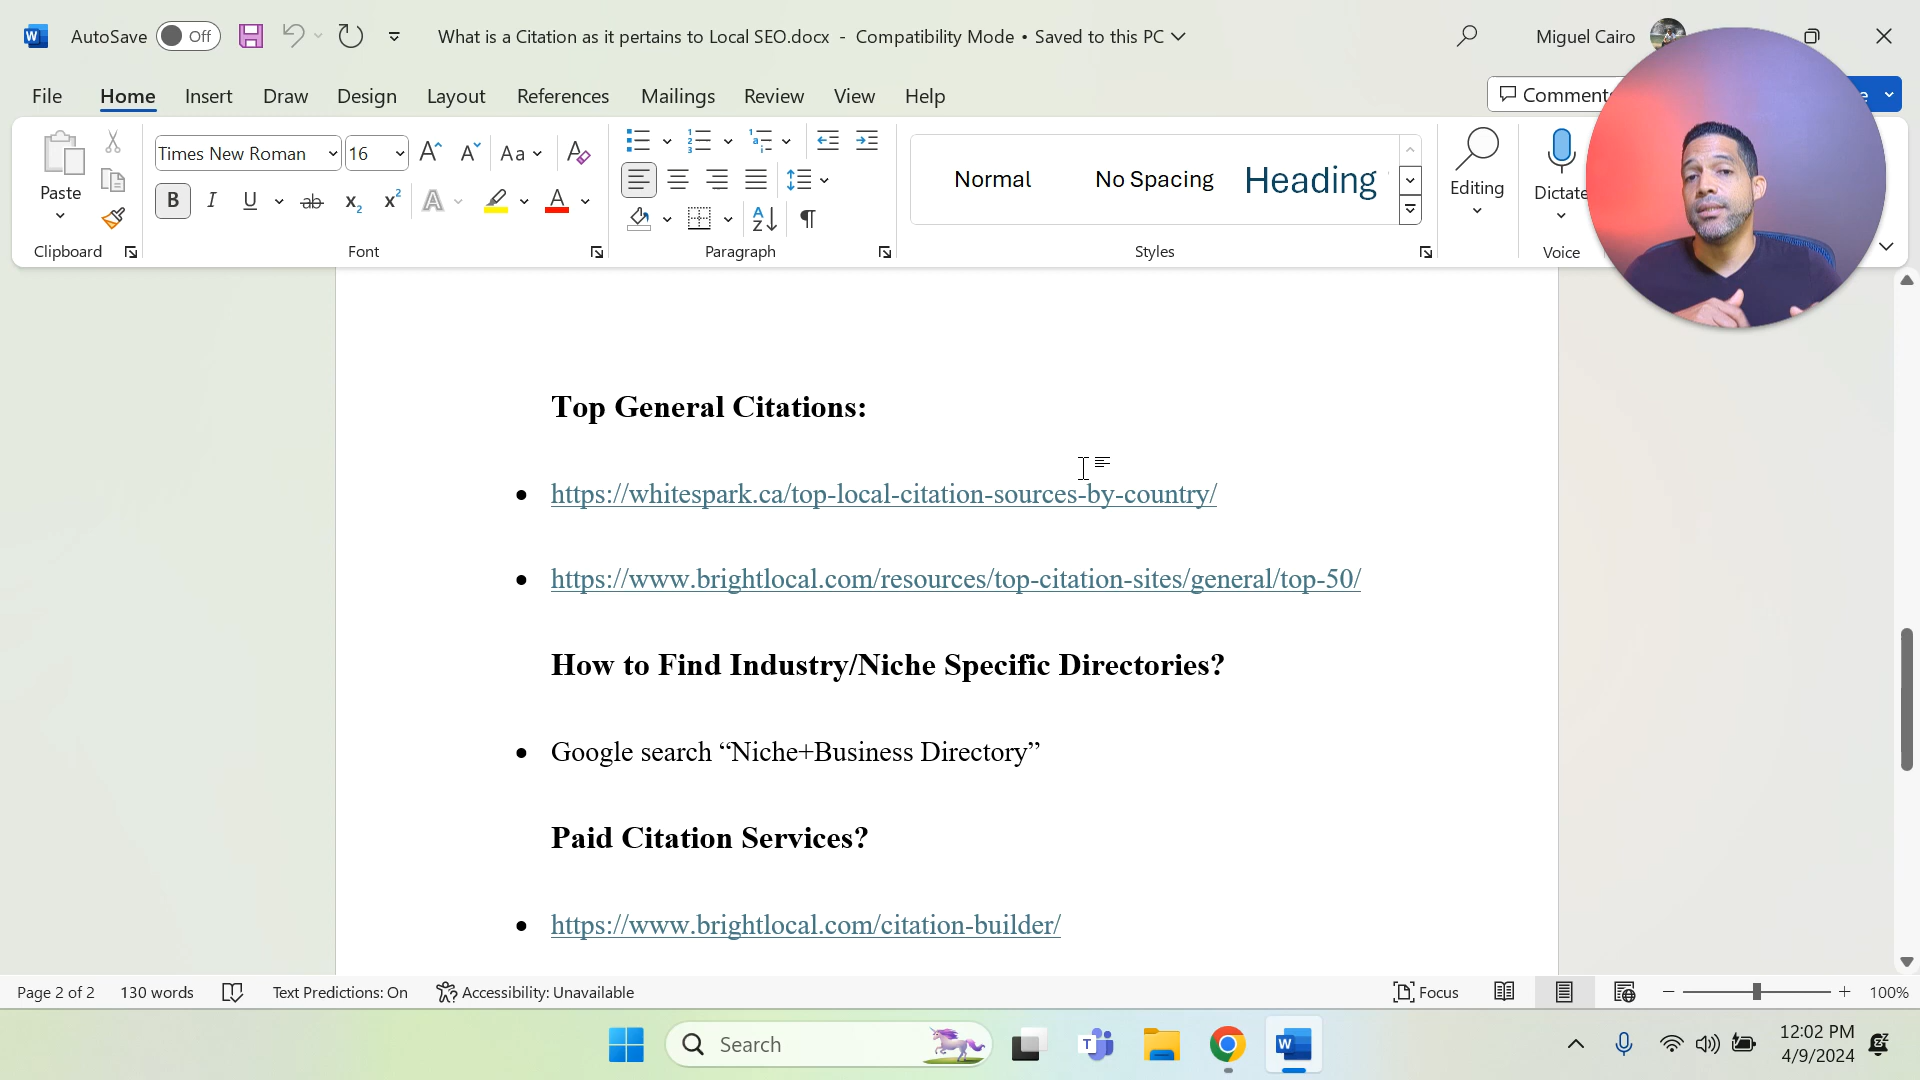 W AutoSave Off What is a Citation as it pertains to Local SEO.docx - Compatibility Mode • Saved to this PC Miguel Cairo
File Home Insert Draw Design Layout References Mailings Review View Help
Paste
Clipboard
Times New Roman 16 Aa
B I U ab x₂ x² A A
Font
Paragraph
Normal No Spacing Heading
Styles
Editing
Dictate
Voice
Top General Citations:
• https://whitespark.ca/top-local-citation-sources-by-country/
• https://www.brightlocal.com/resources/top-citation-sites/general/top-50/
How to Find Industry/Niche Specific Directories?
• Google search “Niche+Business Directory”
Paid Citation Services?
• https://www.brightlocal.com/citation-builder/
Page 2 of 2 130 words Text Predictions: On Accessibility: Unavailable Focus 100%
Search
12:02 PM
4/9/2024